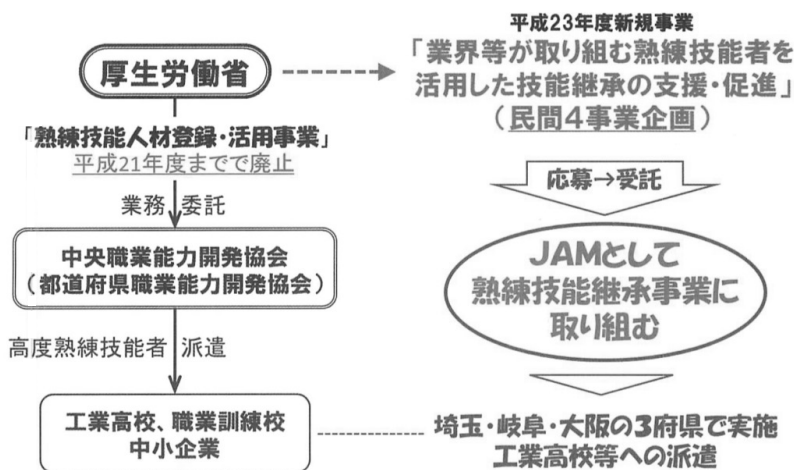 厚生労働省
「熟練技能人材登録・活用事業」
平成21年度までで廃止
業務 委託
中央職業能力開発協会
（都道府県職業能力開発協会）
高度熟練技能者 派遣
工業高校、職業訓練校
中小企業
平成23年度新規事業
「業界等が取り組む熟練技能者を
活用した技能継承の支援・促進」
（民間4事業企画）
応募→受託
JAMとして
熟練技能継承事業に
取り組む
埼玉・岐阜・大阪の3府県で実施
工業高校等への派遣